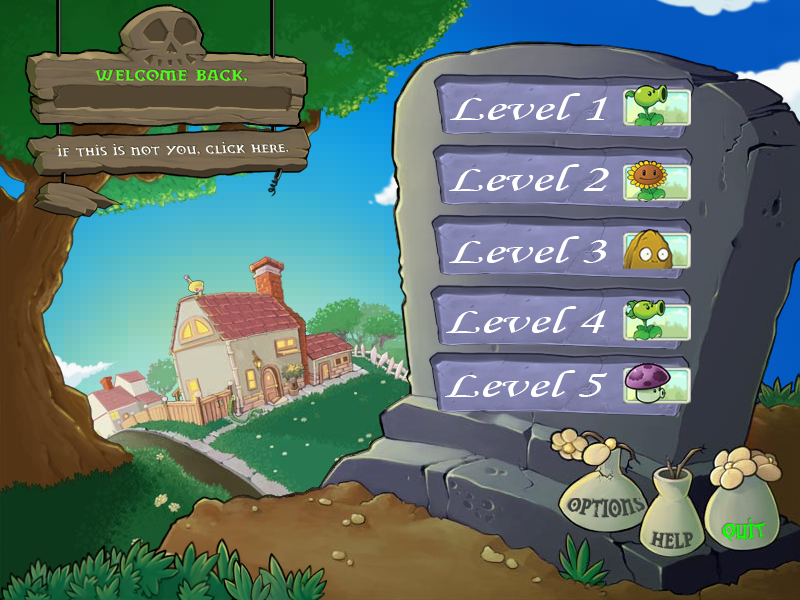 WELCOME BACK,
IF THIS IS NOT YOU, CLICK HERE.
Level 1
Level 2
Level 3
Level 4
Level 5
OPTIONS
HELP
QUIT